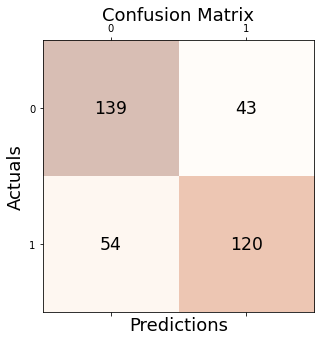 Confusion Matrix
0 1
0 139 43
Actuals
1 54 120
Predictions